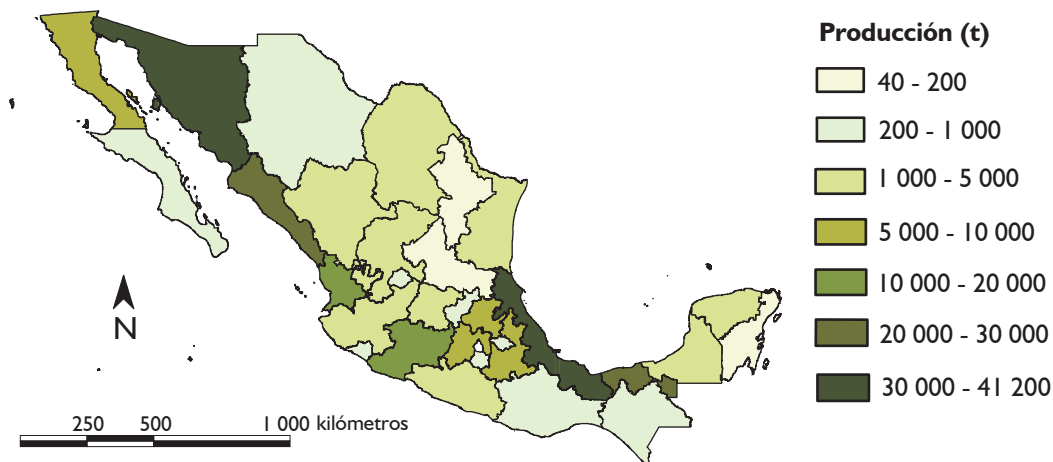 Producción (t)
40 - 200
200 - 1 000
1 000 - 5 000
5 000 - 10 000
10 000 - 20 000
20 000 - 30 000
30 000 - 41 200
N
250 500 1 000 kilómetros